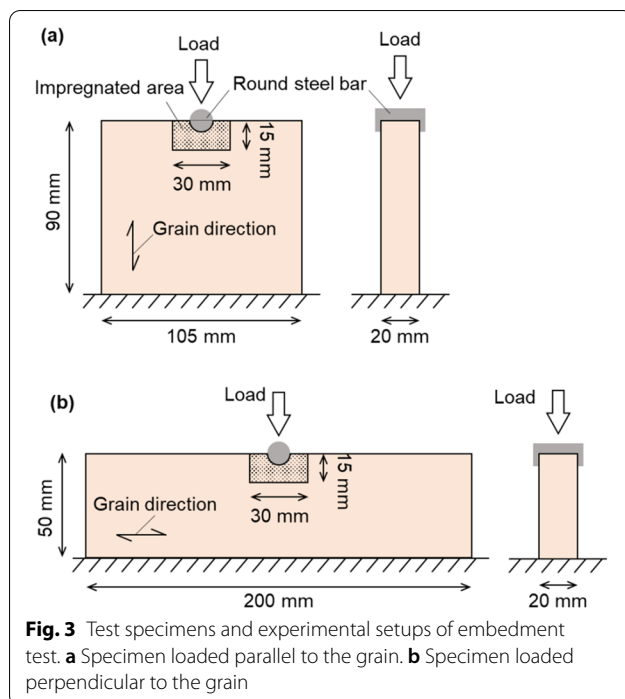 (a)
Load
Load
Impregnated area
Round steel bar
15 mm
30 mm
90 mm
Grain direction
105 mm
20 mm
(b)
Load
Load
15 mm
30 mm
50 mm
Grain direction
200 mm
20 mm
Fig. 3 Test specimens and experimental setups of embedment
test. a Specimen loaded parallel to the grain. b Specimen loaded
perpendicular to the grain